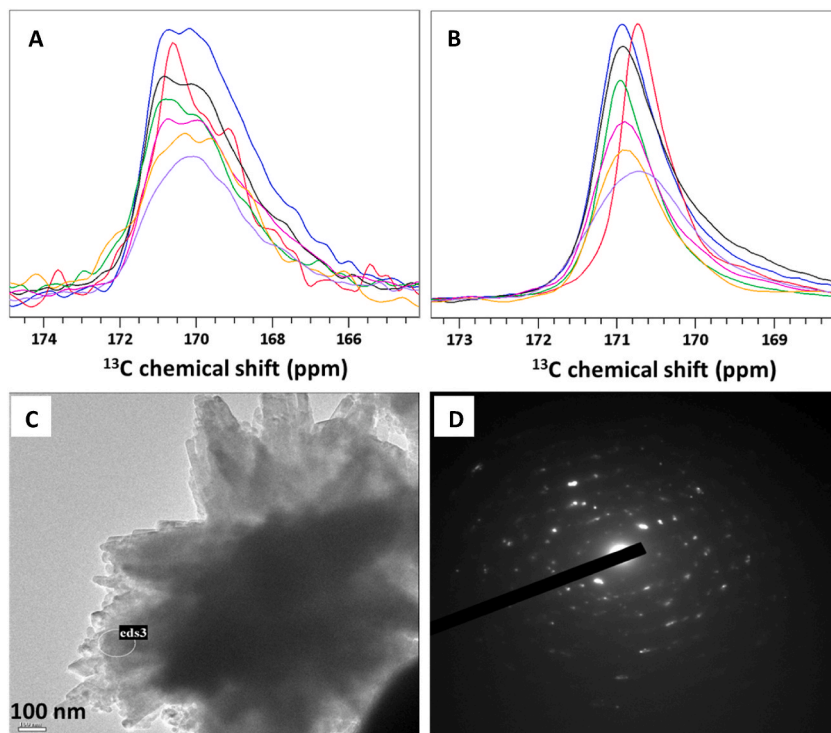 A
B
174 172 170 168 166
173 172 171 170 169
¹³C chemical shift (ppm)
¹³C chemical shift (ppm)
C
D
eds3
100 nm